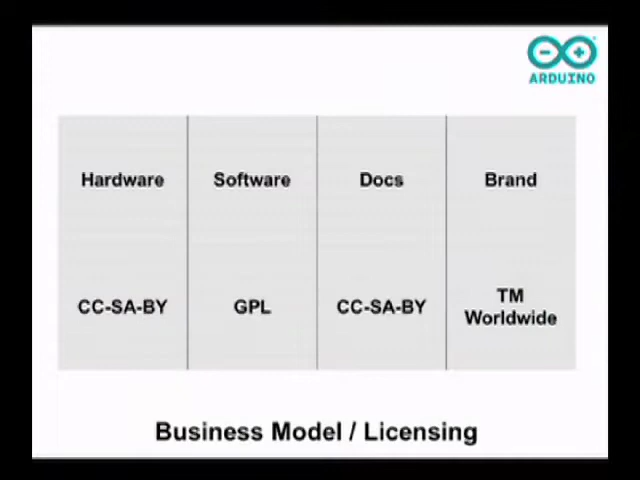 ARDUINO
Hardware Software Docs Brand
CC-SA-BY GPL CC-SA-BY TM Worldwide
Business Model / Licensing